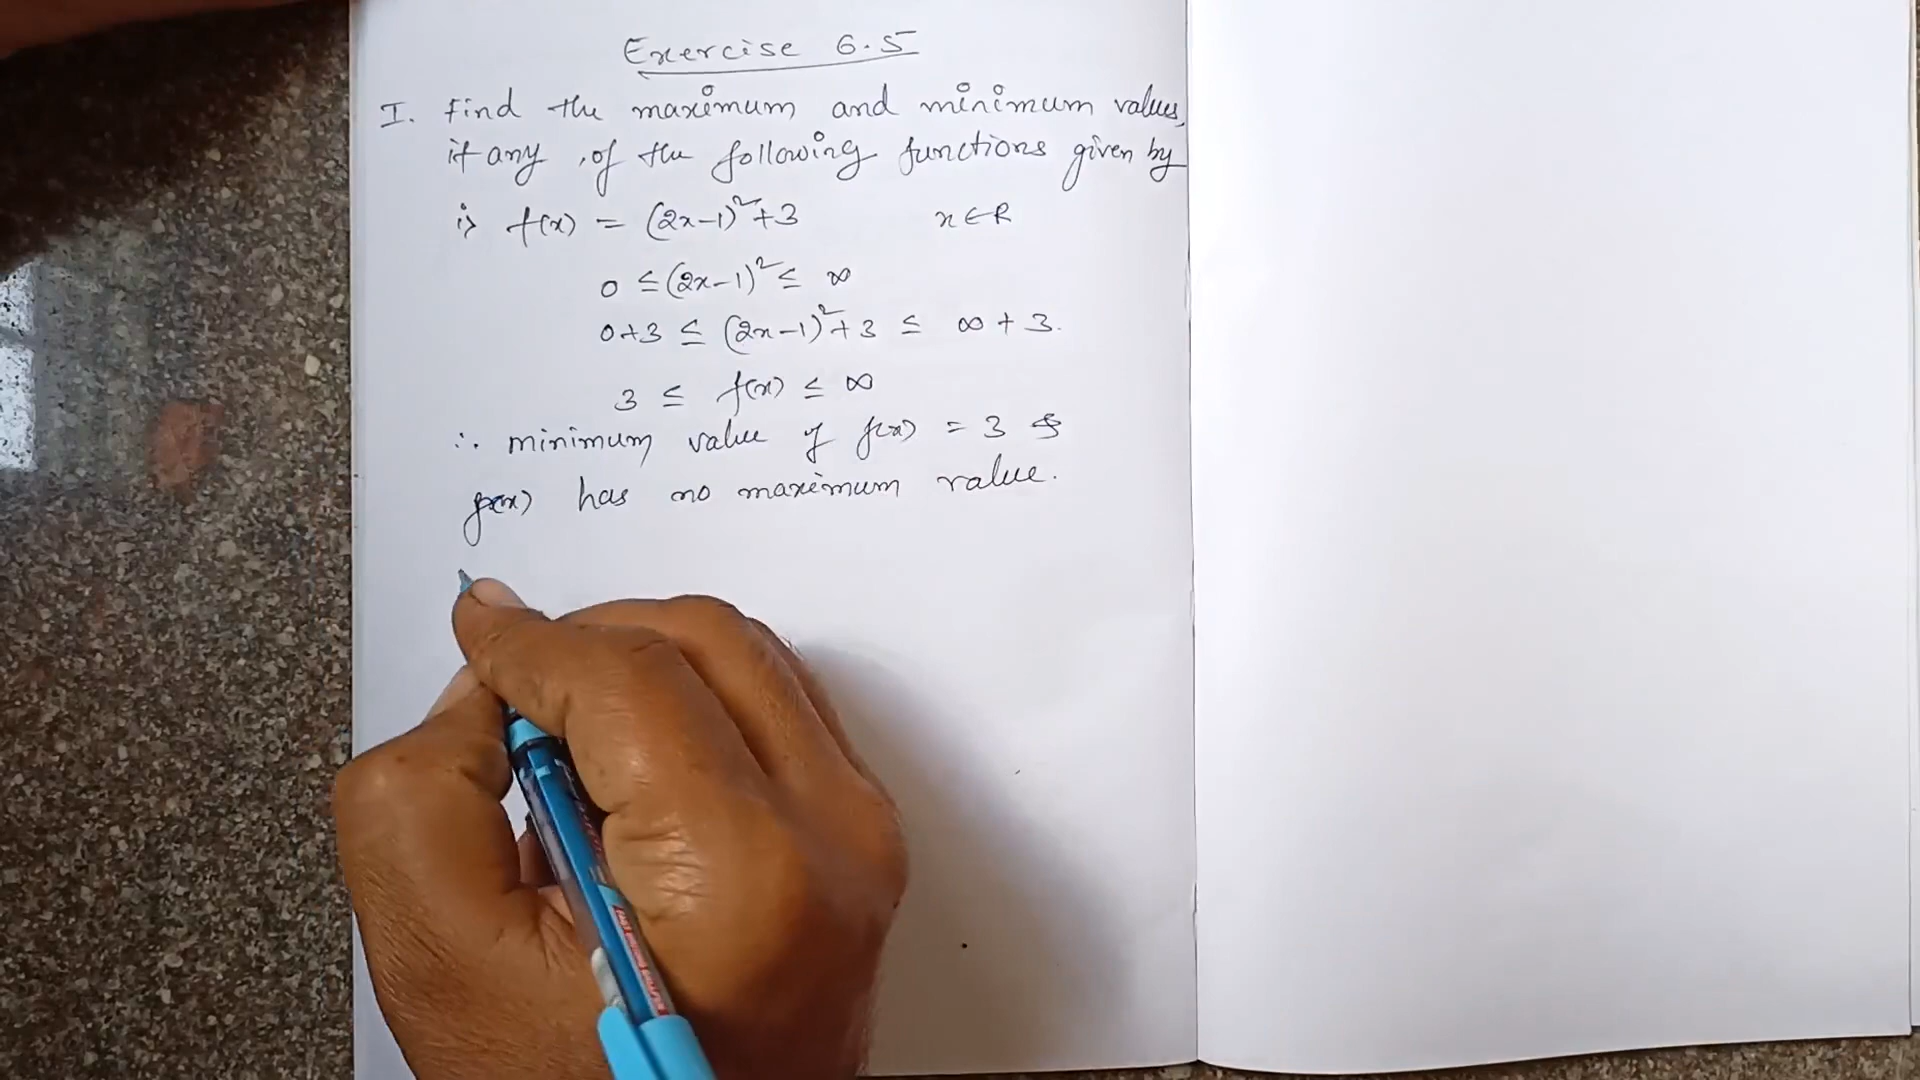 Exercise 6.5
I. Find the maximum and minimum values,
if any, of the following functions given by
i> f(x) = (2x-1)²+3 x∈R
0 ≤ (2x-1)² ≤ ∞
0+3 ≤ (2x-1)²+3 ≤ ∞+3.
3 ≤ f(x) ≤ ∞
∴ minimum value of f(x) = 3 &
f(x) has no maximum value.